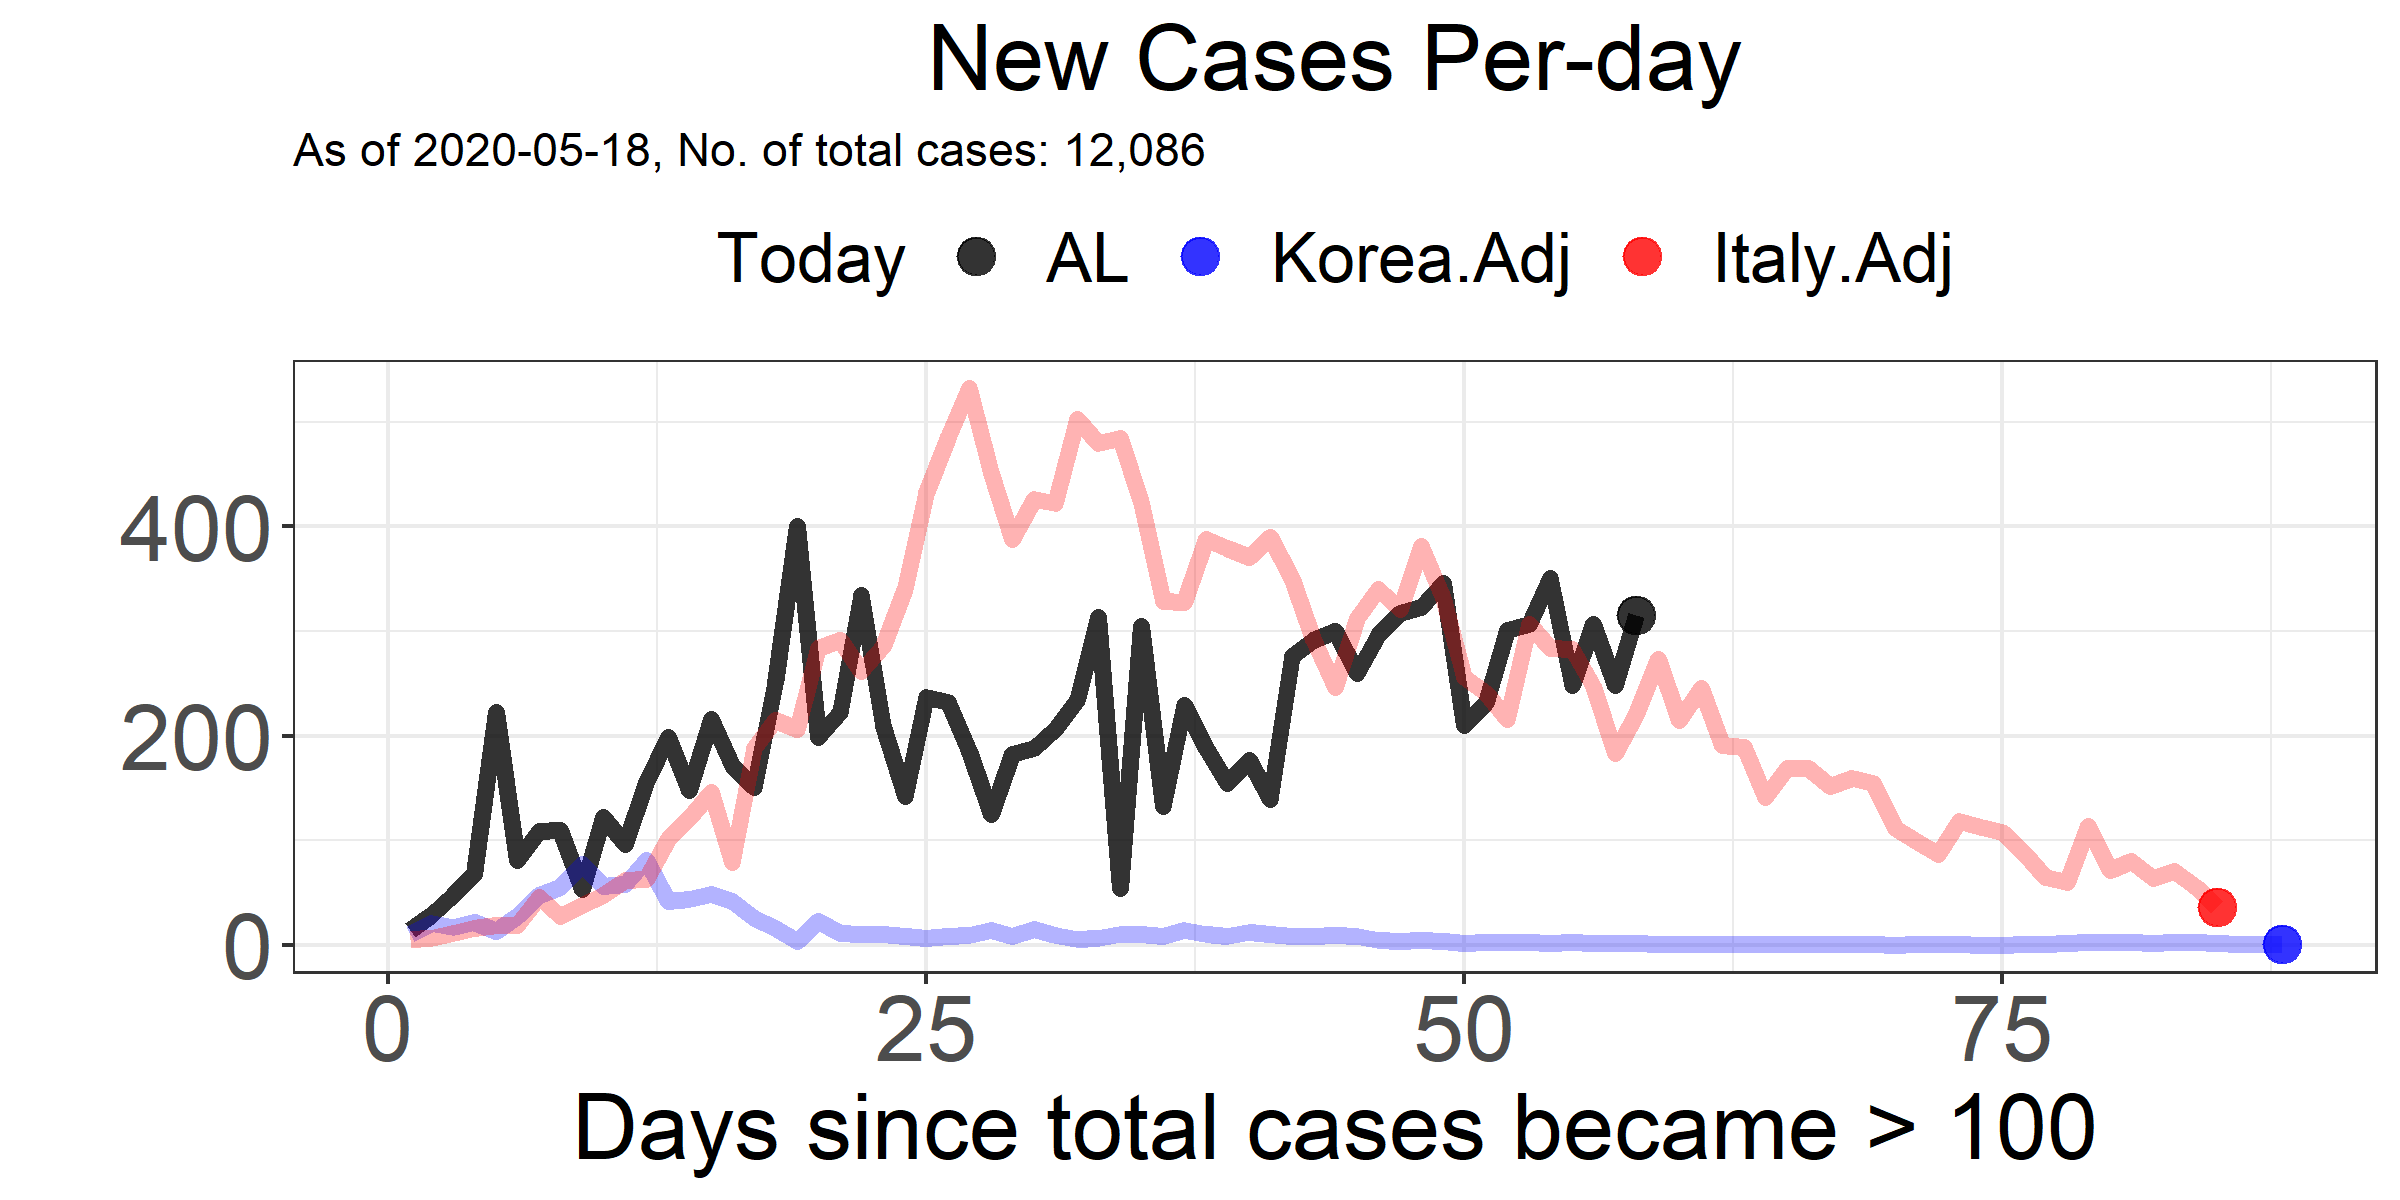 New Cases Per-day
As of 2020-05-18, No. of total cases: 12,086
Today AL Korea.Adj Italy.Adj
400
200
0
0 25 50 75
Days since total cases became > 100